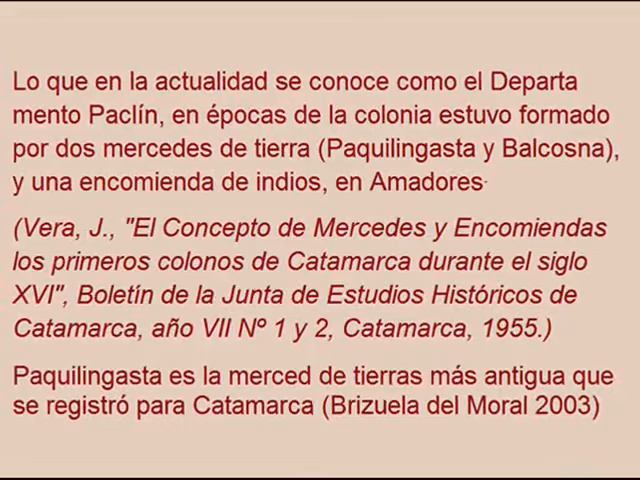 Lo que en la actualidad se conoce como el Departa
mento Paclín, en épocas de la colonia estuvo formado
por dos mercedes de tierra (Paquilingasta y Balcosna),
y una encomienda de indios, en Amadores.
(Vera, J., "El Concepto de Mercedes y Encomiendas
los primeros colonos de Catamarca durante el siglo
XVI", Boletín de la Junta de Estudios Históricos de
Catamarca, año VII Nº 1 y 2, Catamarca, 1955.)
Paquilingasta es la merced de tierras más antigua que
se registró para Catamarca (Brizuela del Moral 2003)